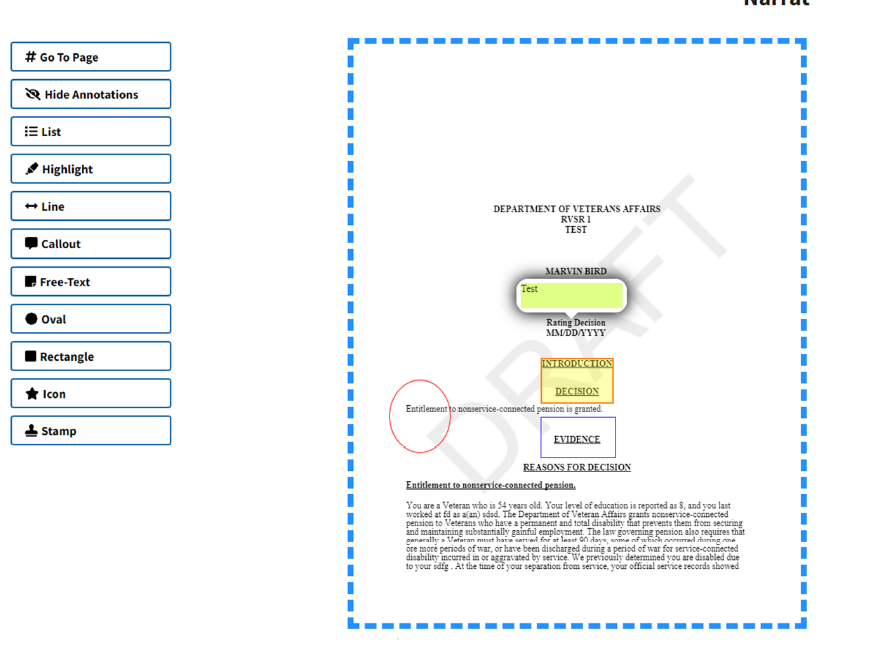 Narrat
Go To Page
Hide Annotations
List
Highlight
Line
Callout
Free-Text
Oval
Rectangle
Icon
Stamp
DRAFT
DEPARTMENT OF VETERANS AFFAIRS
RVSR 1
TEST
MARVIN BIRD
Test
Rating Decision
MM/DD/YYYY
INTRODUCTION
DECISION
Entitlement to nonservice-connected pension is granted.
EVIDENCE
REASONS FOR DECISION
Entitlement to nonservice-connected pension.
You are a Veteran who is 54 years old. Your level of education is reported as 8, and you last
worked at fd as a(an) sdsd. The Department of Veteran Affairs grants nonservice-connected
pension to Veterans who have a permanent and total disability that prevents them from securing
and maintaining substantially gainful employment. The law governing pension also requires that
generally a Veteran must have served for at least 90 days, some of which occurred during one
ore more periods of war, or have been discharged during a period of war for service-connected
disability incurred in or aggravated by service. We previously determined you are disabled due
to your sdfg . At the time of your separation from service, your official service records showed